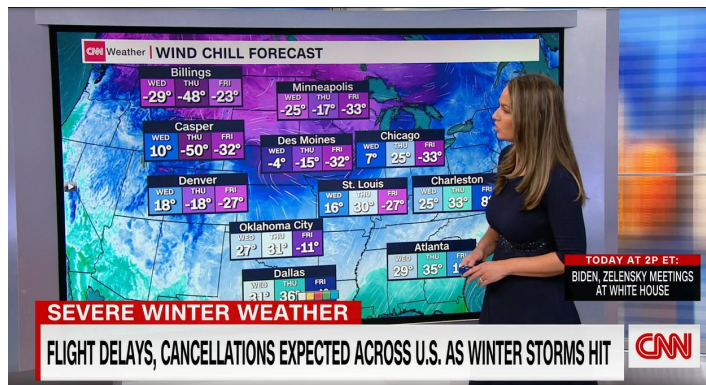 CNN Weather | WIND CHILL FORECAST
Billings
WED THU FRI
-29° -48° -23°
Minneapolis
WED THU FRI
-25° -17° -33°
Casper
WED THU FRI
10° -50° -32°
Des Moines
WED THU FRI
-4° -15° -32°
Chicago
WED THU FRI
7° 25° -33°
Denver
WED THU FRI
18° -18° -27°
St. Louis
WED THU FRI
16° 30° -27°
Charleston
WED THU FRI
25° 33° 8°
Oklahoma City
WED THU FRI
27° 31° -11°
Atlanta
WED THU FRI
29° 35°
Dallas
WED THU FRI
31° 36°
TODAY AT 2P ET:
BIDEN, ZELENSKY MEETINGS
AT WHITE HOUSE
SEVERE WINTER WEATHER
FLIGHT DELAYS, CANCELLATIONS EXPECTED ACROSS U.S. AS WINTER STORMS HIT
CNN